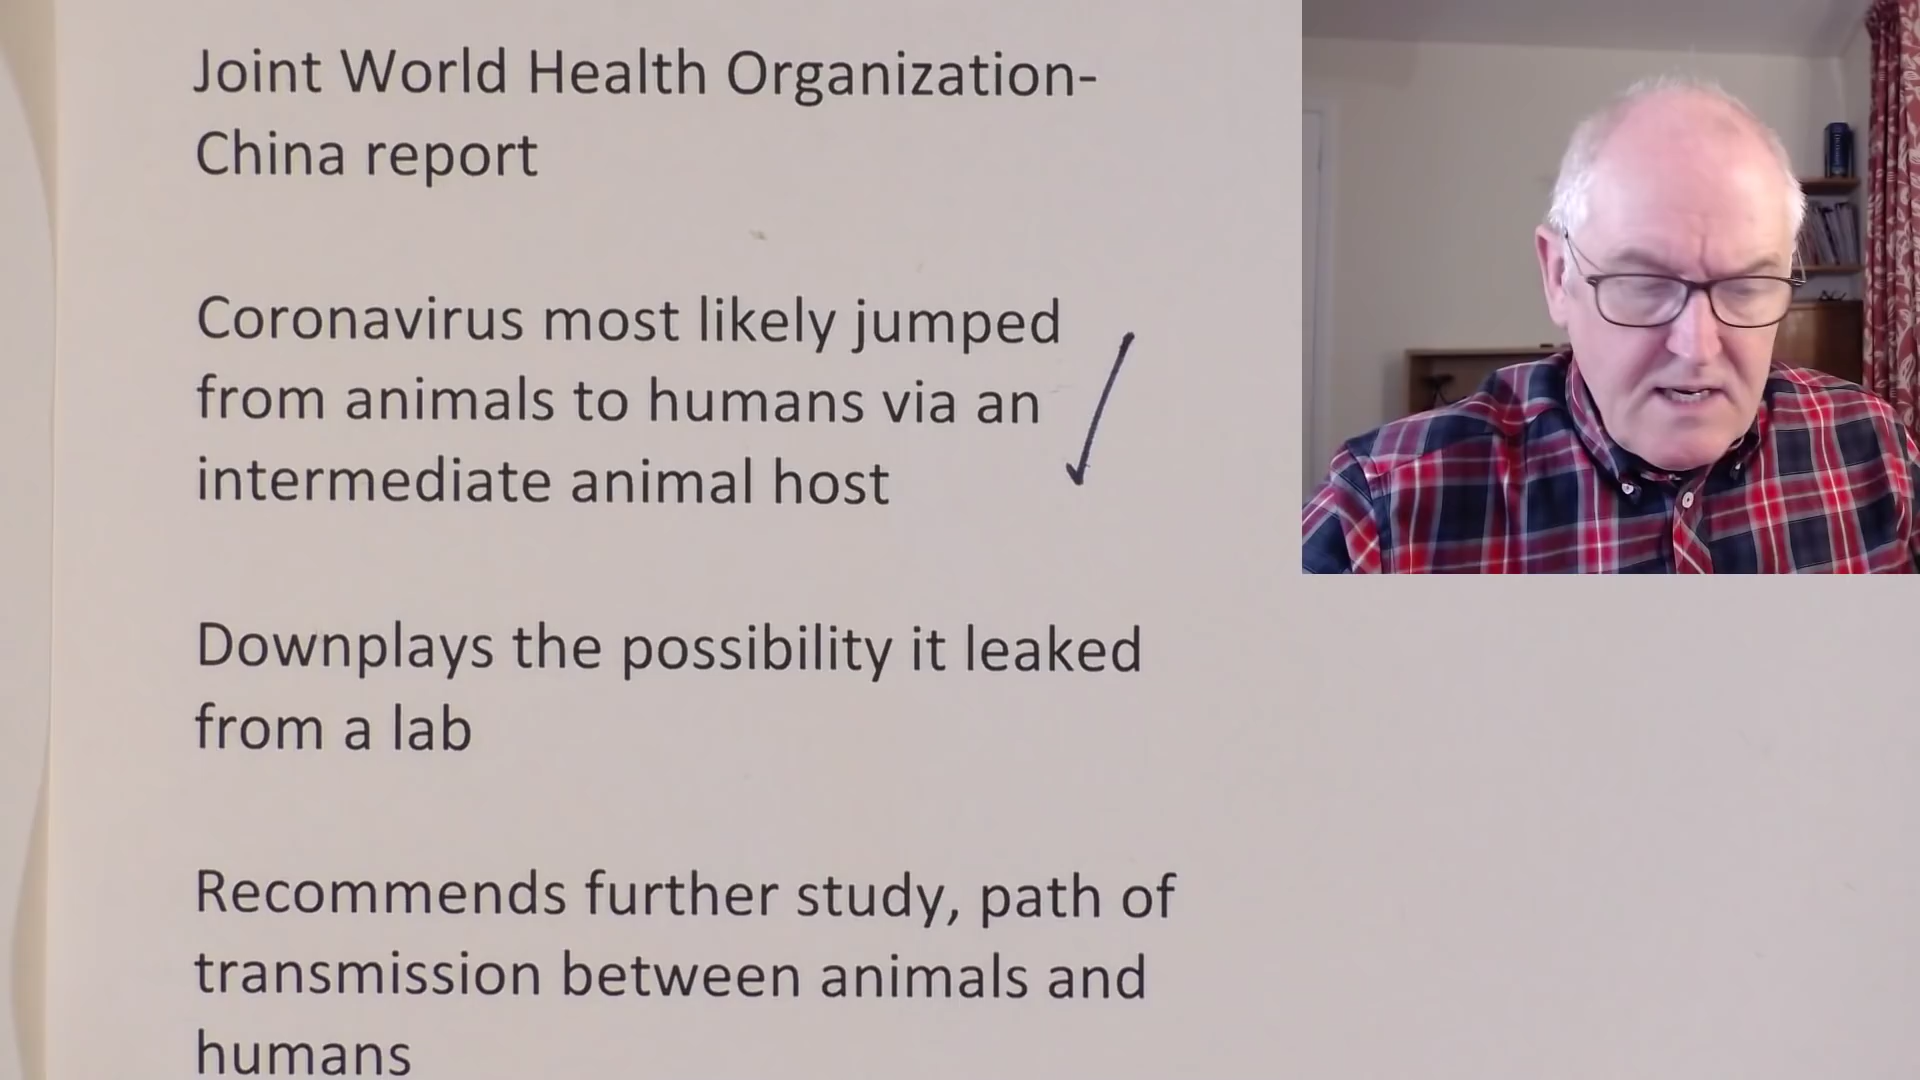 Joint World Health Organization-
China report
Coronavirus most likely jumped
from animals to humans via an
intermediate animal host
Downplays the possibility it leaked
from a lab
Recommends further study, path of
transmission between animals and
humans